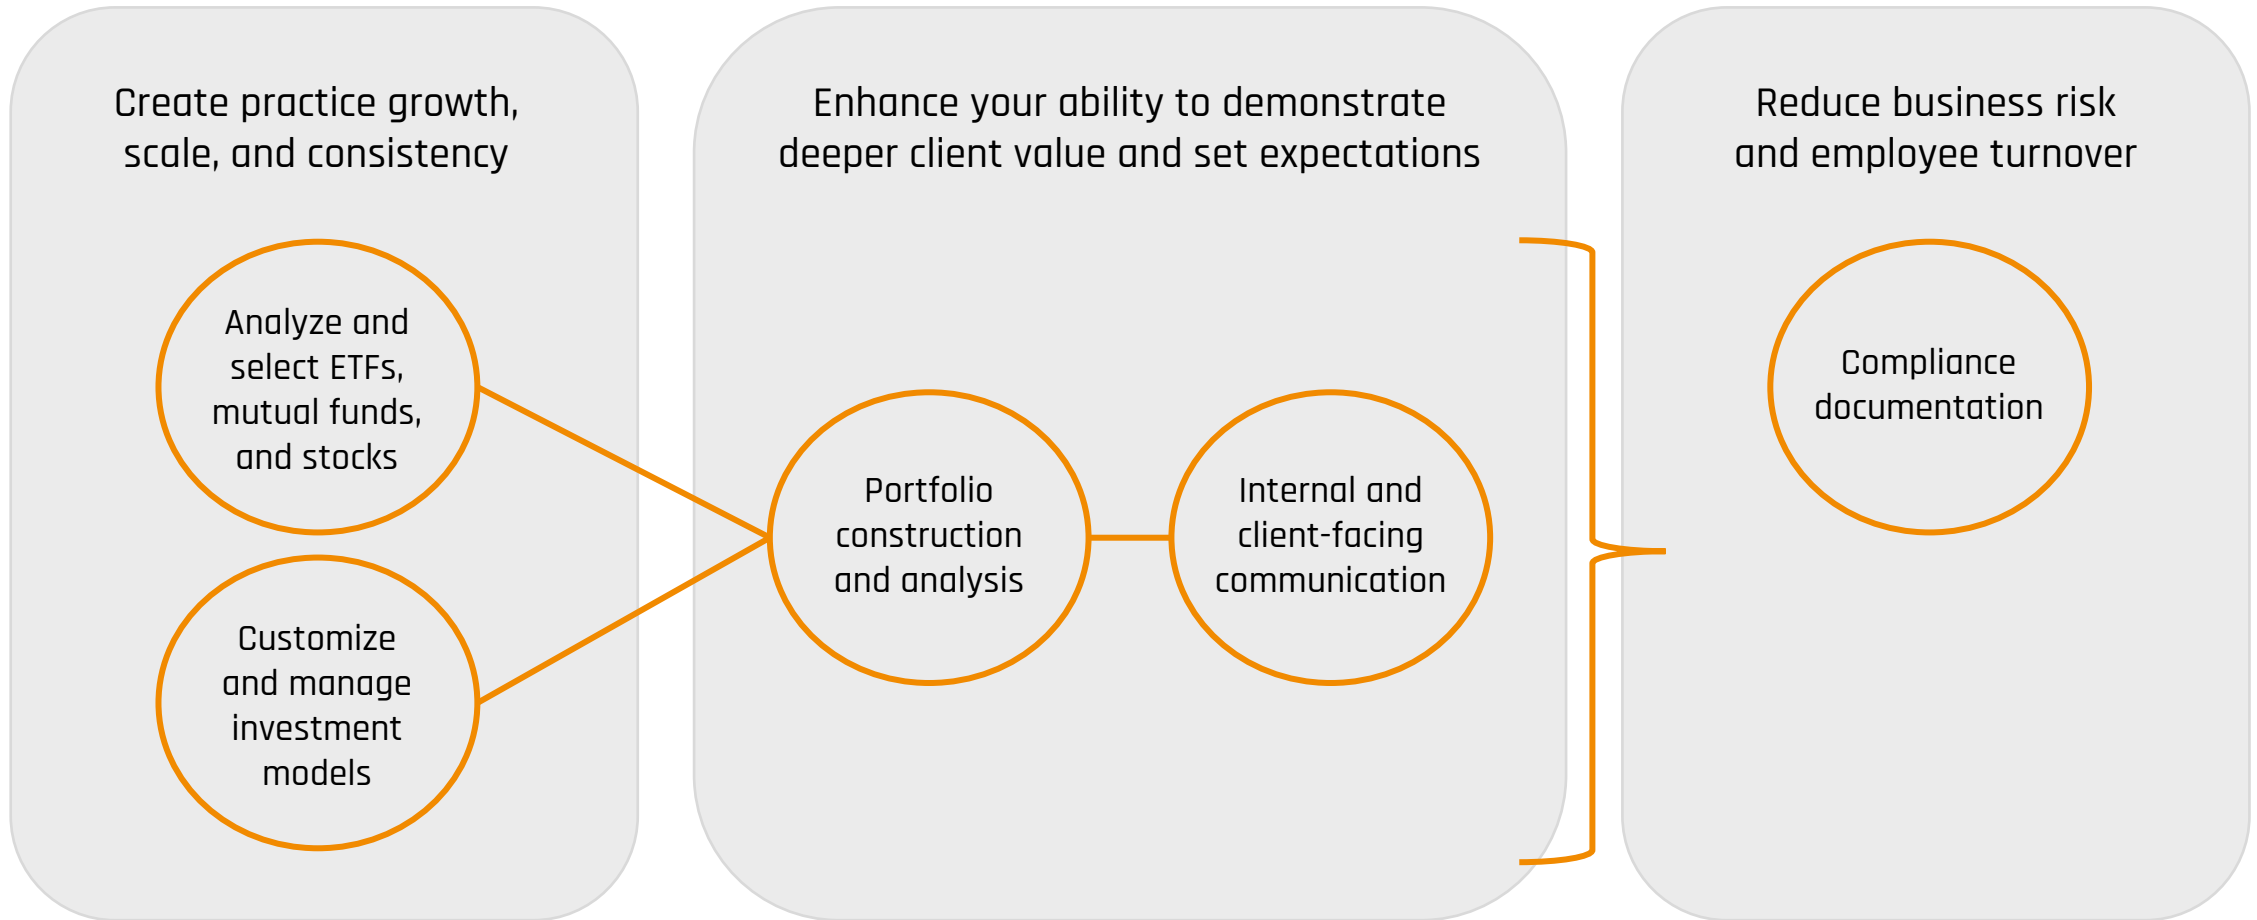 Create practice growth,
scale, and consistency
Analyze and
select ETFs,
mutual funds,
and stocks
Customize
and manage
investment
models
Enhance your ability to demonstrate
deeper client value and set expectations
Portfolio
construction
and analysis
Internal and
client-facing
communication
Reduce business risk
and employee turnover
Compliance
documentation